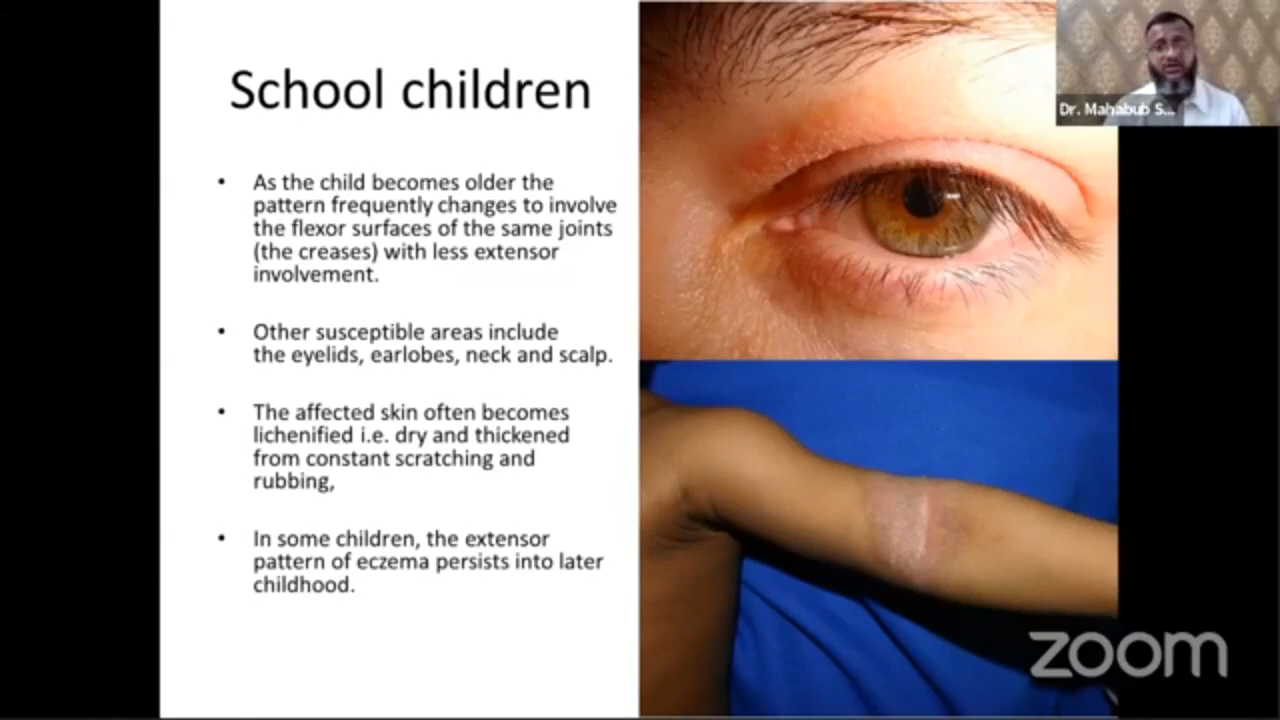 School children
• As the child becomes older the
pattern frequently changes to involve
the flexor surfaces of the same joints
(the creases) with less extensor
involvement.
• Other susceptible areas include
the eyelids, earlobes, neck and scalp.
• The affected skin often becomes
lichenified i.e. dry and thickened
from constant scratching and
rubbing,
• In some children, the extensor
pattern of eczema persists into later
childhood.
Dr. Mahabub S...
zoom